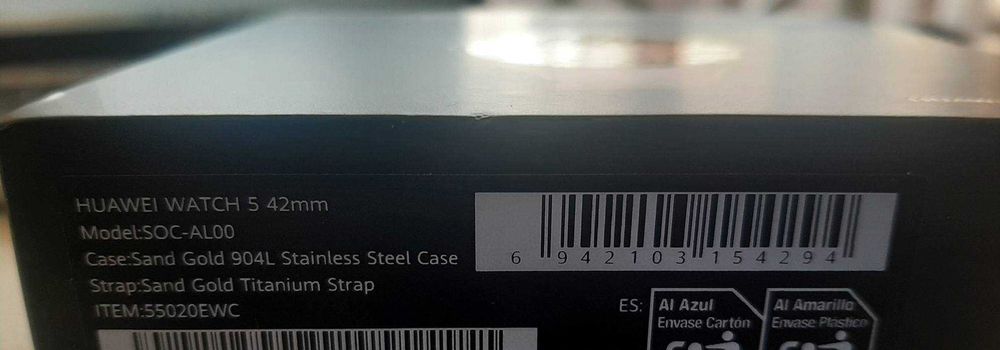 HUAWEI WATCH 5 42mm
Model:SOC-AL00
Case:Sand Gold 904L Stainless Steel Case
Strap:Sand Gold Titanium Strap
ITEM:55020EWC
6 942103 154294
ES:
Al Azul
Envase Cartón
Al Amarillo
Envase Plástico